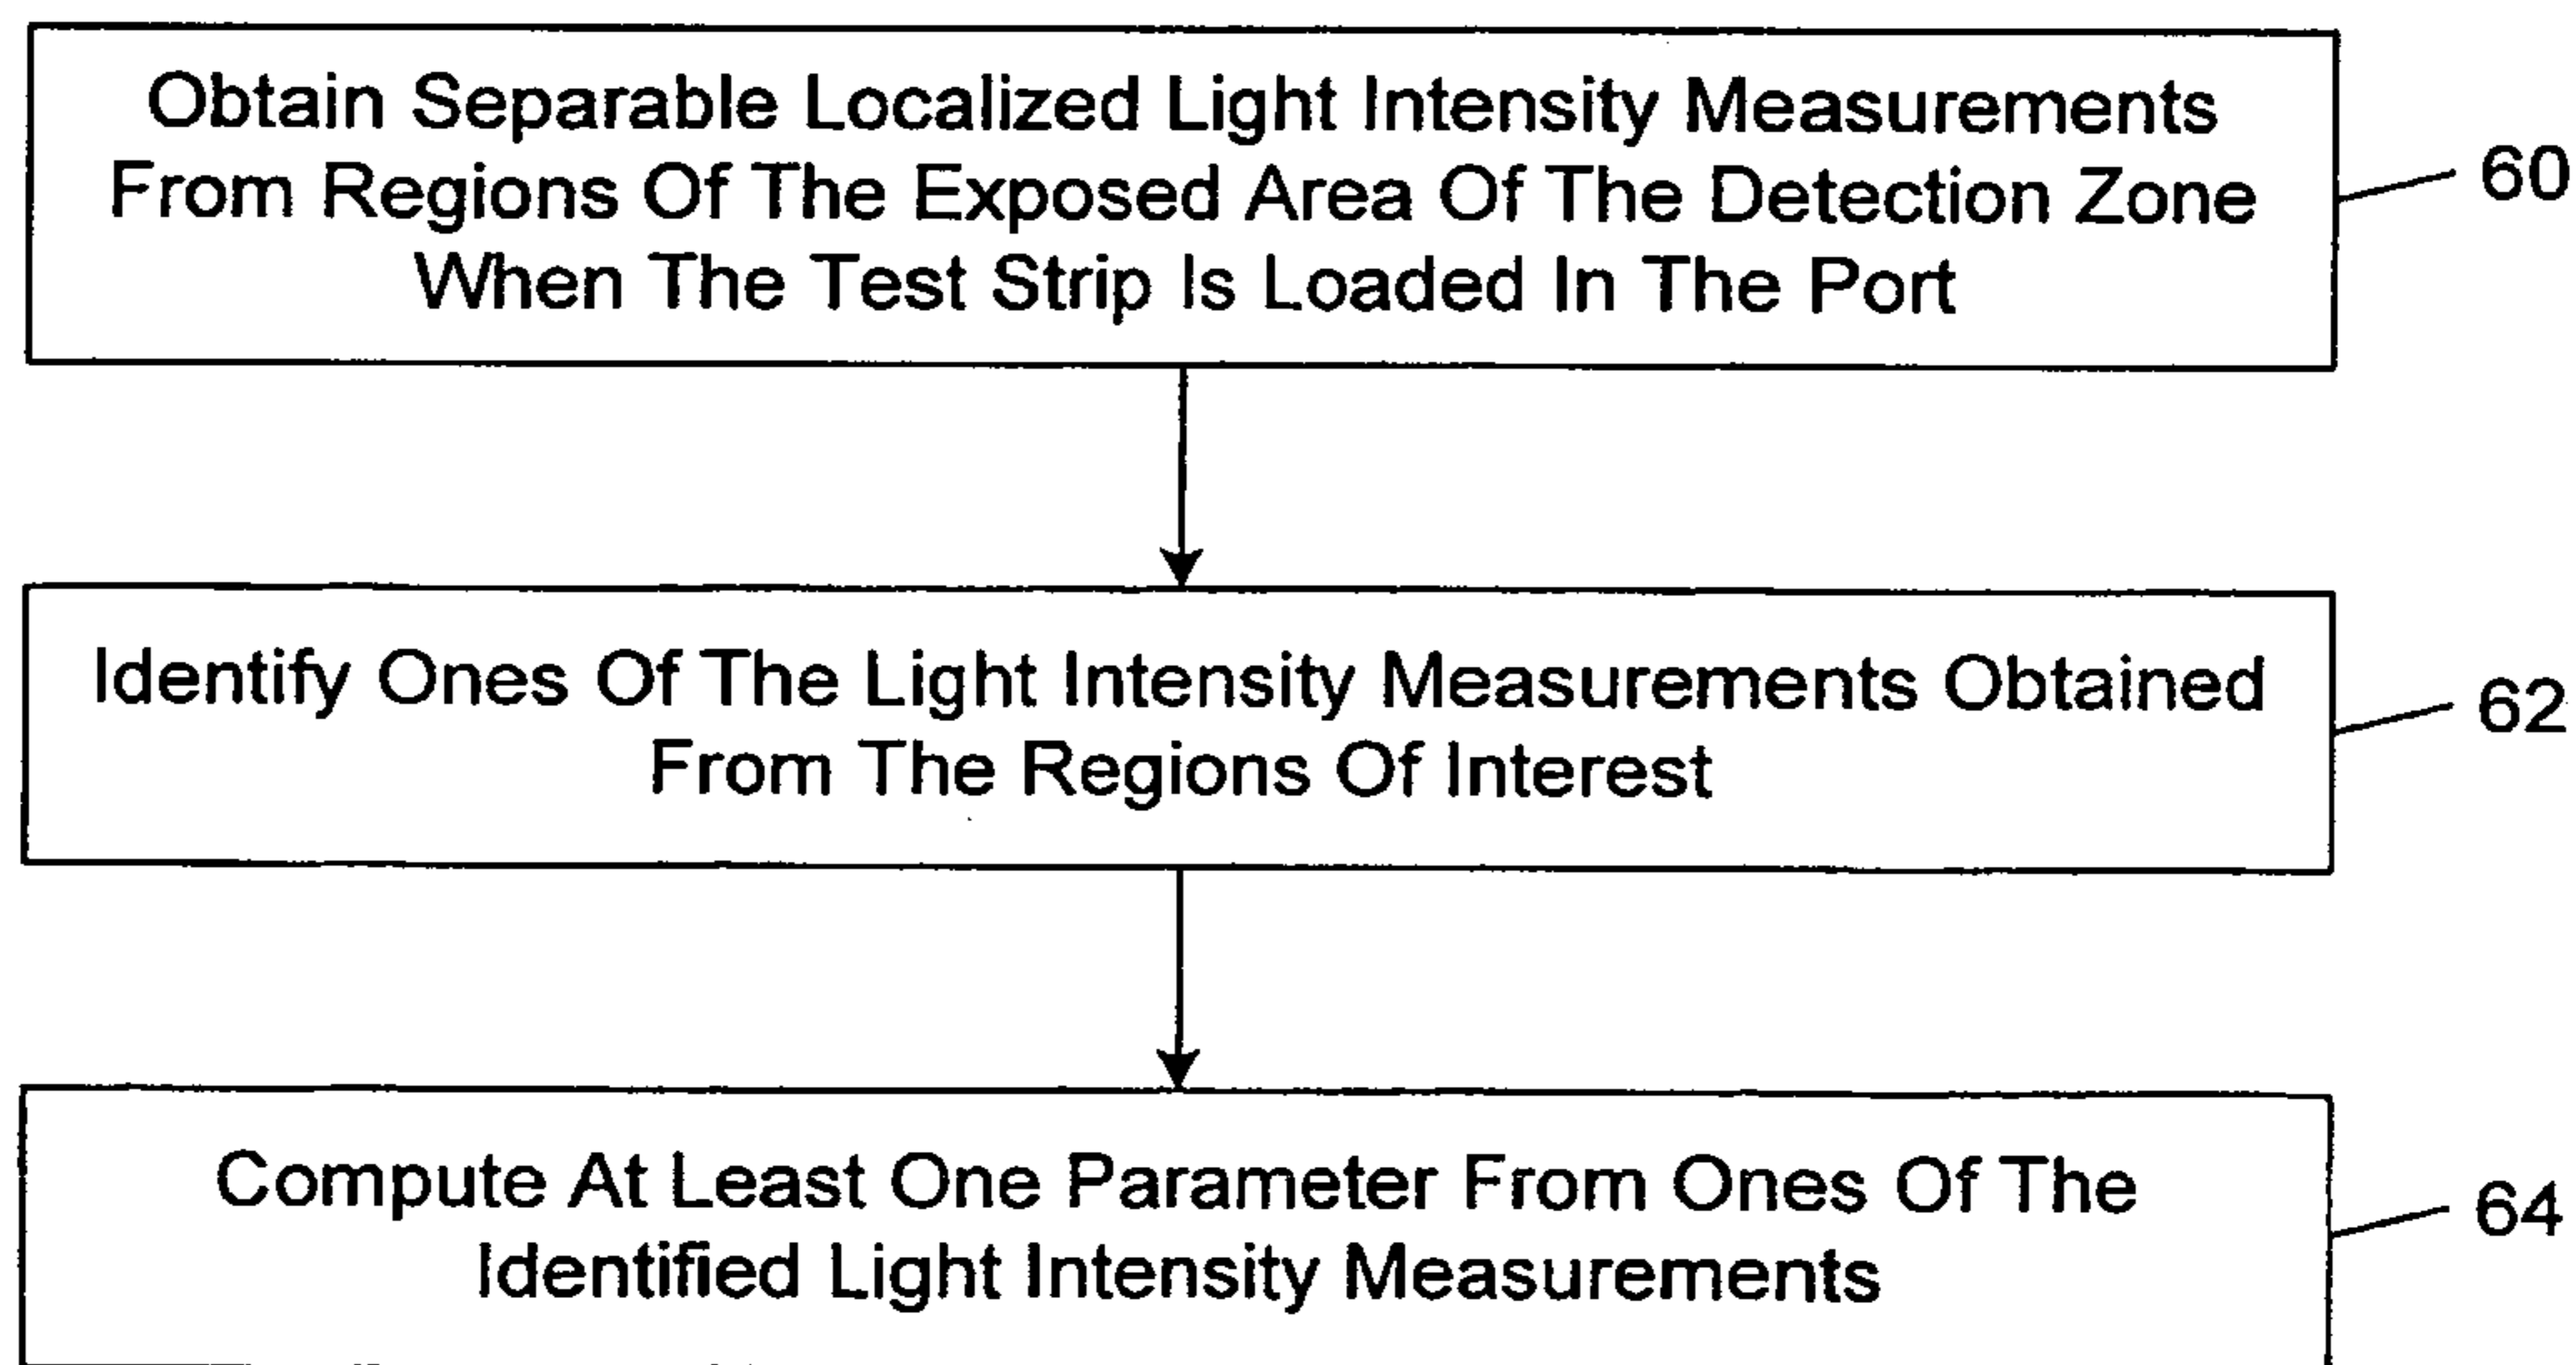 Obtain Separable Localized Light Intensity Measurements
From Regions Of The Exposed Area Of The Detection Zone
When The Test Strip Is Loaded In The Port
60
Identify Ones Of The Light Intensity Measurements Obtained
From The Regions Of Interest
62
Compute At Least One Parameter From Ones Of The
Identified Light Intensity Measurements
64